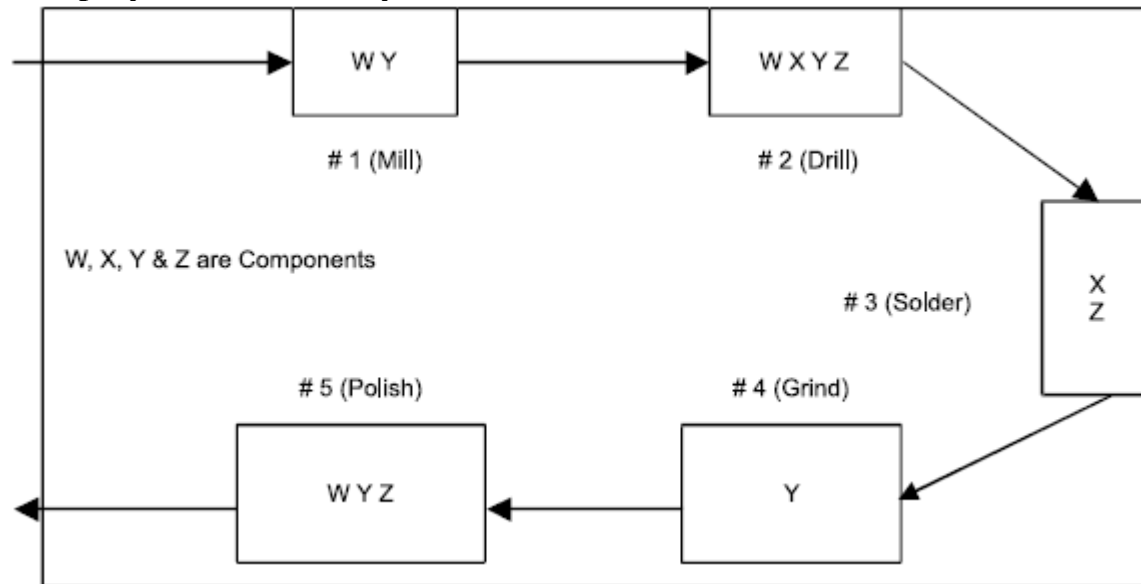 W Y
W X Y Z
# 1 (Mill)
# 2 (Drill)
W, X, Y & Z are Components
# 3 (Solder)
X
Z
# 5 (Polish)
# 4 (Grind)
W Y Z
Y